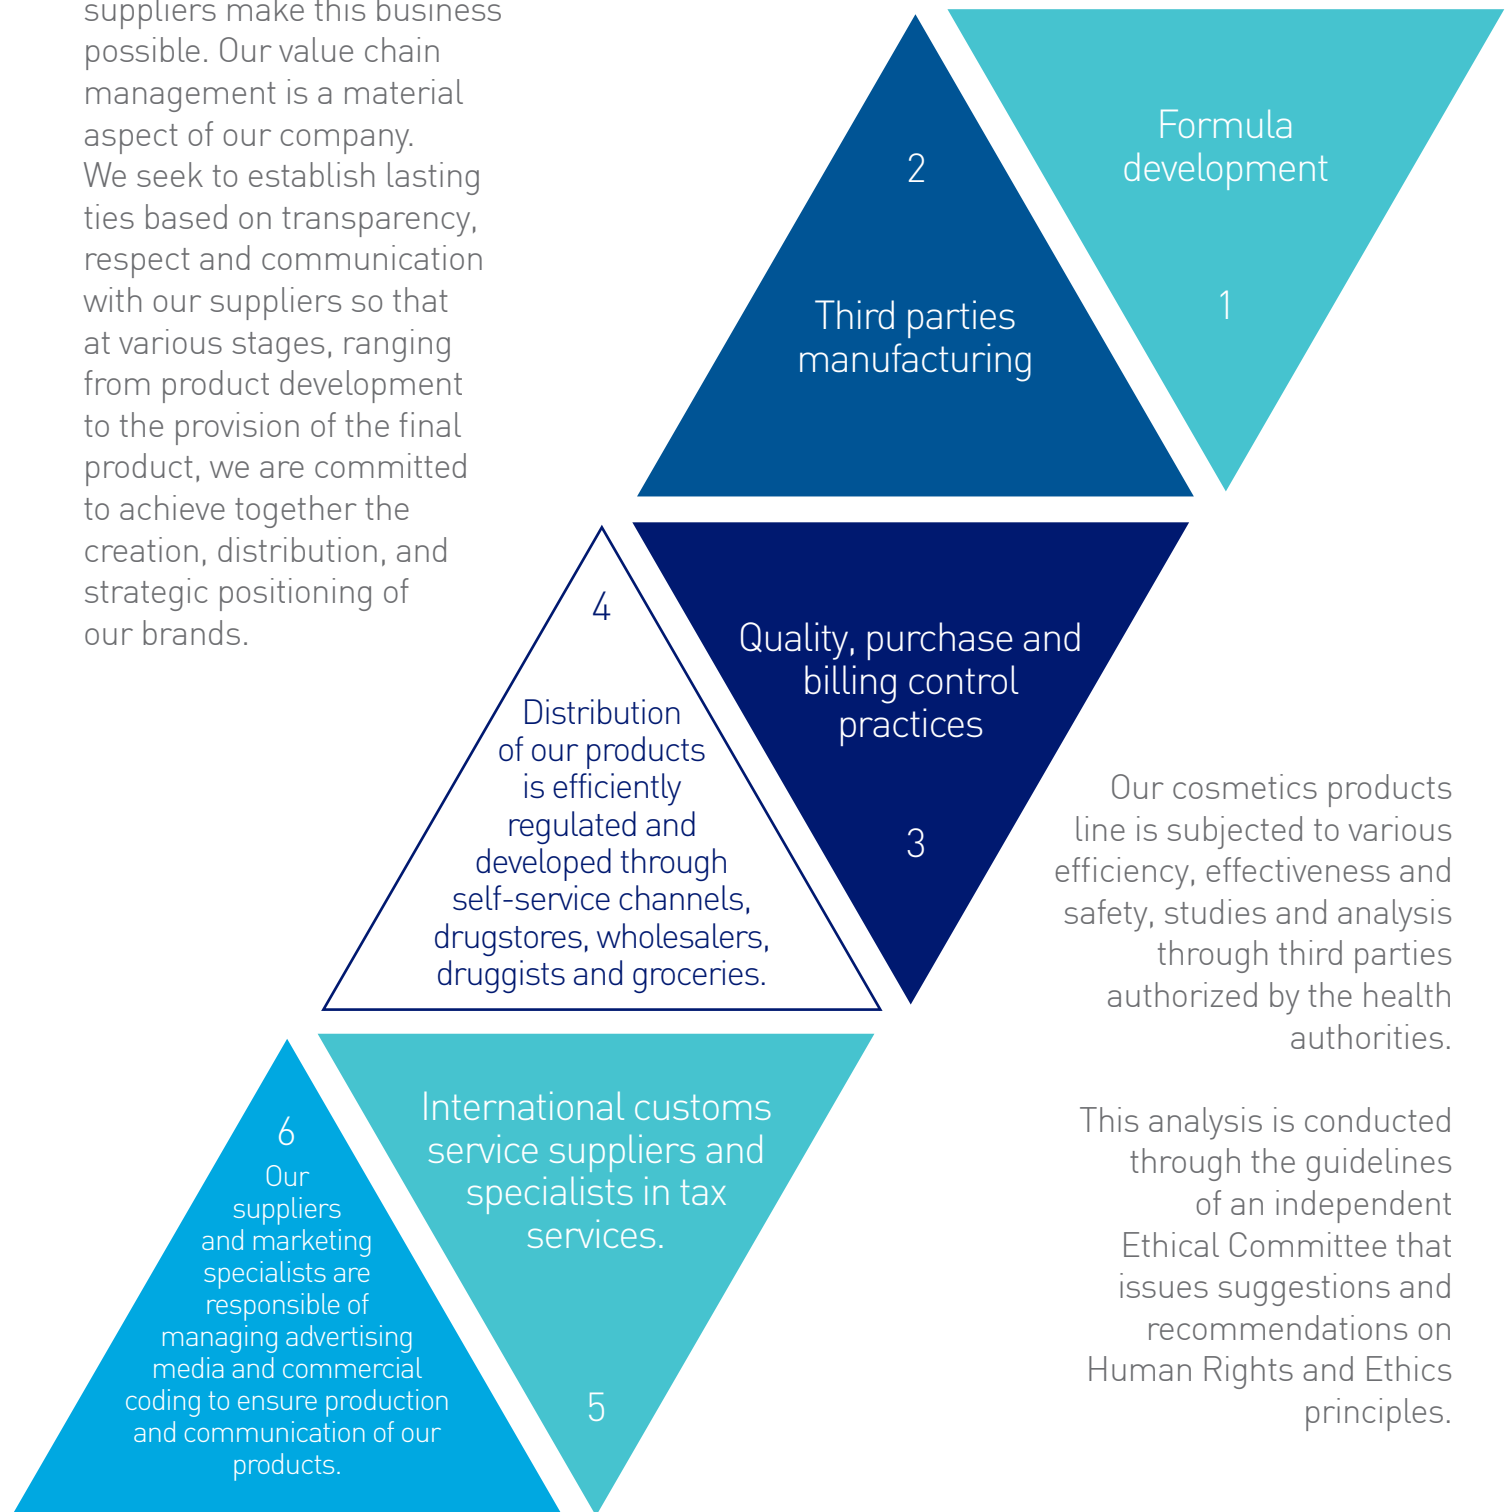 suppliers make this business
possible. Our value chain
management is a material
aspect of our company.
We seek to establish lasting
ties based on transparency,
respect and communication
with our suppliers so that
at various stages, ranging
from product development
to the provision of the final
product, we are committed
to achieve together the
creation, distribution, and
strategic positioning of
our brands.
Formula
development
1
2
Third parties
manufacturing
Quality, purchase and
billing control
practices
3
4
Distribution
of our products
is efficiently
regulated and
developed through
self-service channels,
drugstores, wholesalers,
druggists and groceries.
International customs
service suppliers and
specialists in tax
services.
5
6
Our
suppliers
and marketing
specialists are
responsible of
managing advertising
media and commercial
coding to ensure production
and communication of our
products.
Our cosmetics products
line is subjected to various
efficiency, effectiveness and
safety, studies and analysis
through third parties
authorized by the health
authorities.
This analysis is conducted
through the guidelines
of an independent
Ethical Committee that
issues suggestions and
recommendations on
Human Rights and Ethics
principles.